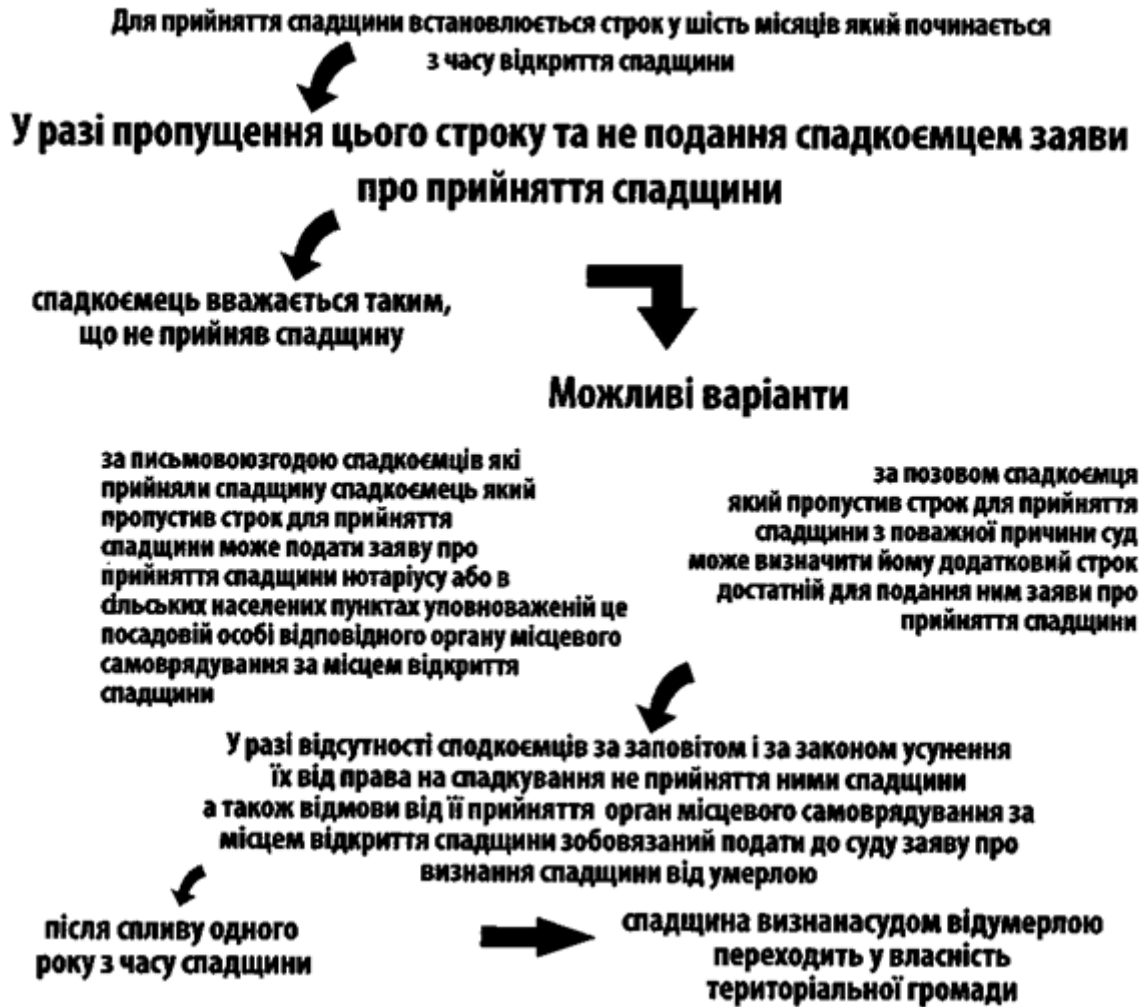 Для прийняття спадщини встановлюється строк у шість місяців який починається
з часу відкриття спадщини
У разі пропущення цього строку та не подання спадкоємцем заяви
про прийняття спадщини
спадкоємець вважається таким,
що не прийняв спадщину
Можливі варіанти
за письмовоюзгодою спадкоємців які
прийняли спадщину спадкоємець який
пропустив строк для прийняття
спадщини може подати заяву про
прийняття спадщини нотаріусу або в
сільських населених пунктах уповноваженій це
посадовій особі відповідного органу місцевого
самоврядування за місцем відкриття
спадщини
за позовом спадкоємця
який пропустив строк для прийняття
спадщини з поважної причини суд
може визначити йому додатковий строк
достатній для подання ним заяви про
прийняття спадщини
У разі відсутності сподкоємців за заповітом і за законом усунення
їх від права на спадкування не прийняття ними спадщини
а також відмови від її прийняття орган місцевого самоврядування за
місцем відкриття спадщини зобовязаний подати до суду заяву про
визнання спадщини від умерлою
після спливу одного
року з часу спадщини
спадщина визнанасудом відумерлою
переходить у власність
територіальної громади